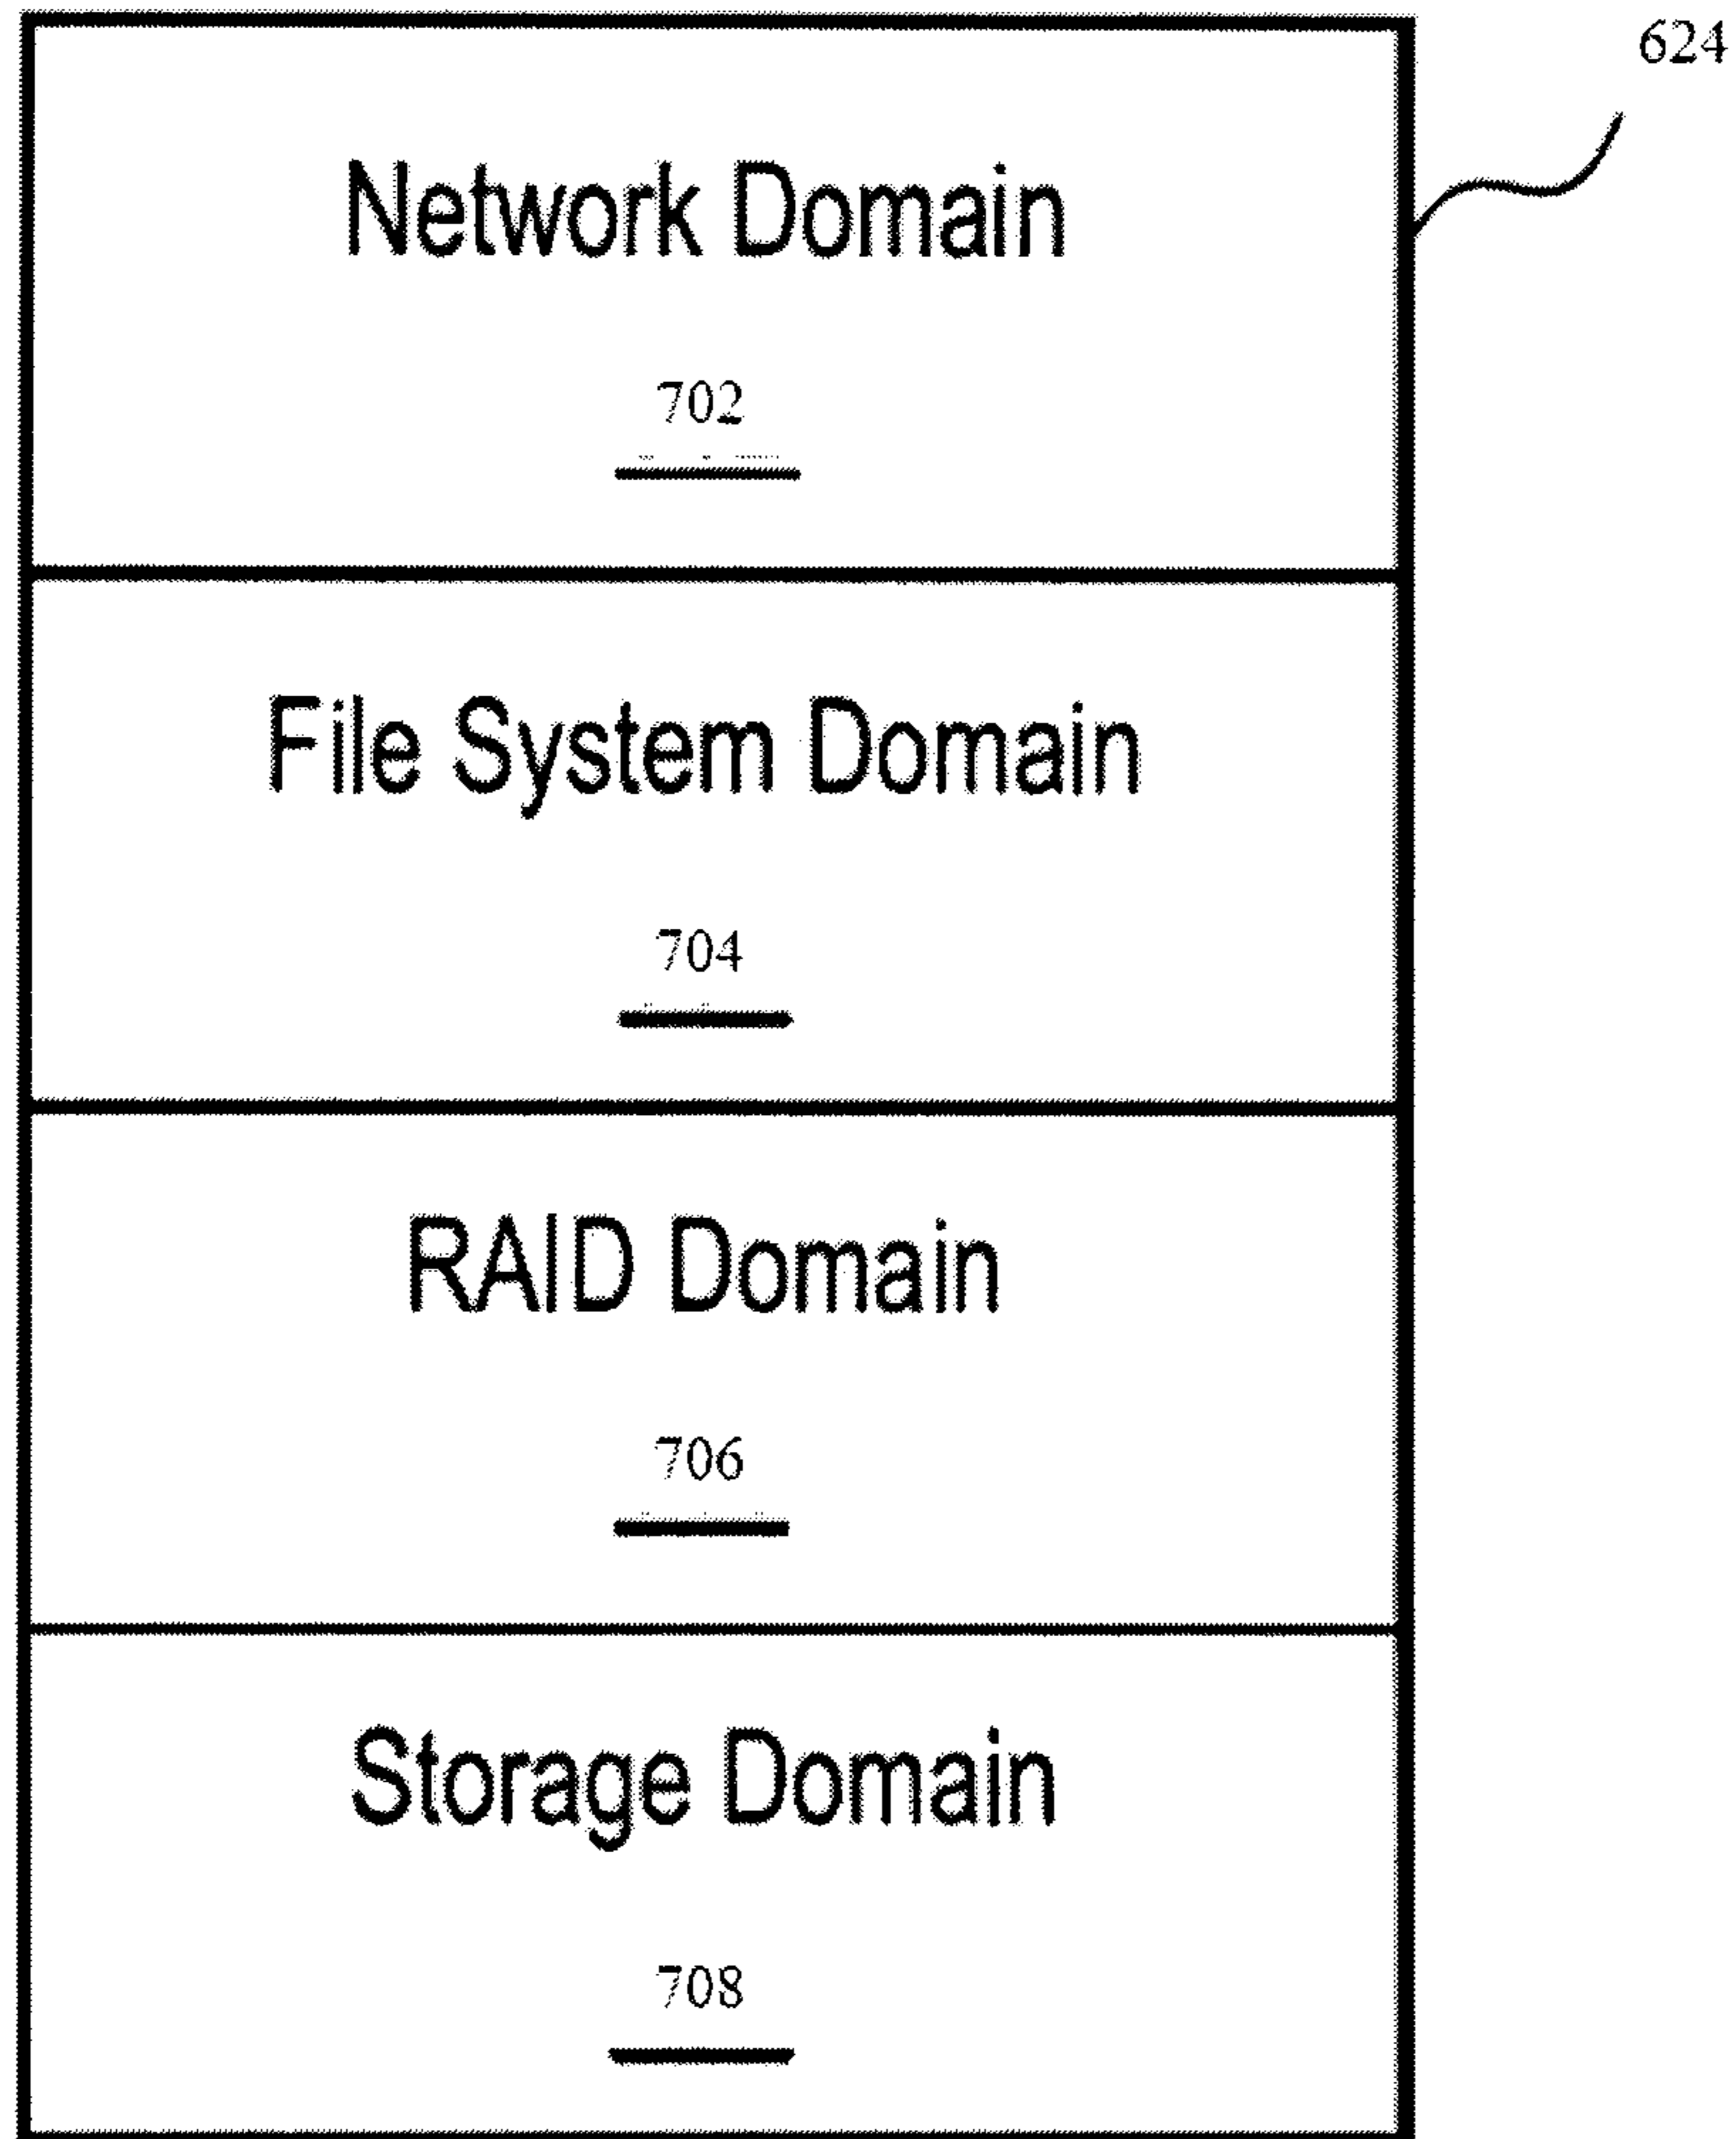 624
Network Domain
702
File System Domain
704
RAID Domain
706
Storage Domain
708